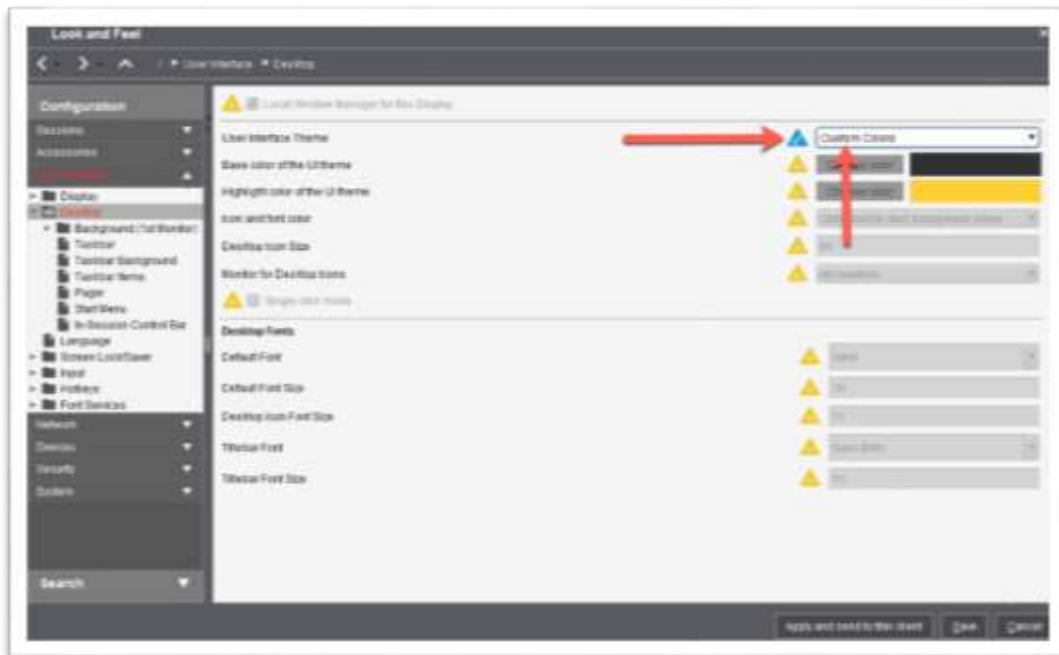 Look and Feel
User Interface Desktop
Configuration
Sessions
Accessories
Display
Desktop
Background (1st Monitor)
Taskbar
Taskbar Background
Taskbar Items
Pager
Start Menu
In-Session Control Bar
Language
Screen Lock/Saver
Input
Hotkeys
Font Services
Network
Devices
Security
System
Search
Local Window Manager for this Display
User Interface Theme
Custom Colors
Base color of the UI theme
Highlight color of the UI theme
Icon and font color
Desktop Icon Size
Monitor for Desktop Icons
Single click mode
Desktop Fonts
Default Font
Default Font Size
Desktop Icon Font Size
Titlebar Font
Titlebar Font Size
Apply and send to thin client
Save
Cancel